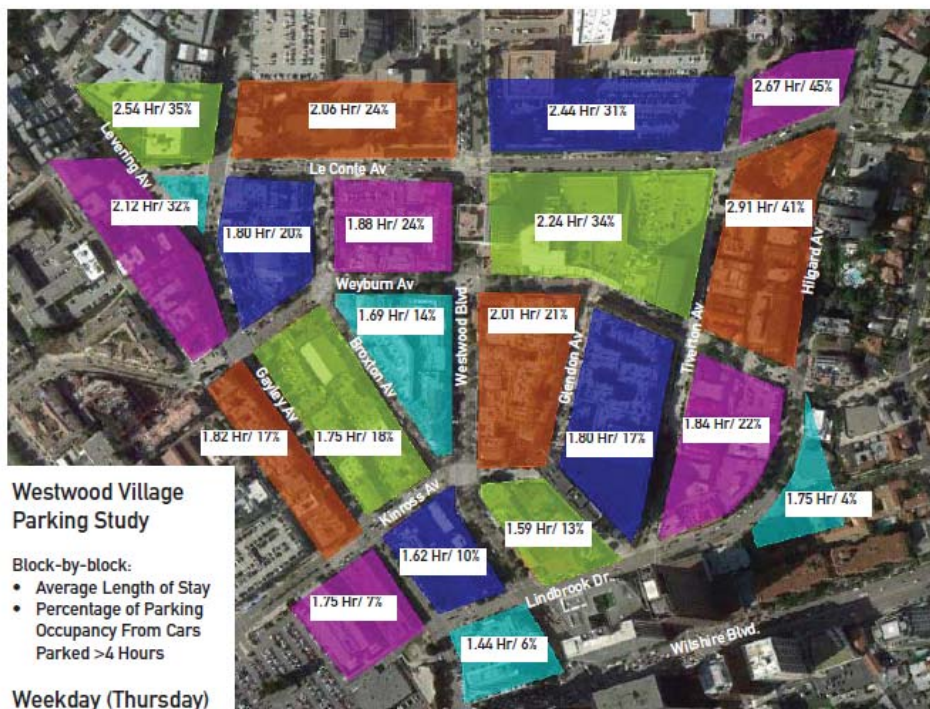 2.54 Hr/ 35%
2.06 Hr/ 24%
2.44 Hr/ 31%
2.67 Hr/ 45%
Levering Av
Le Conte Av
2.12 Hr/ 32%
1.80 Hr/ 20%
1.88 Hr/ 24%
2.24 Hr/ 34%
2.91 Hr/ 41%
Hilgard Av
Weyburn Av
1.69 Hr/ 14%
Broxton Av
Westwood Blvd
2.01 Hr/ 21%
Glendon Av
Tiverton Av
Gayley Av
1.82 Hr/ 17%
1.75 Hr/ 18%
1.80 Hr/ 17%
1.84 Hr/ 22%
Kinross Av
1.75 Hr/ 4%
1.59 Hr/ 13%
1.62 Hr/ 10%
1.75 Hr/ 7%
Lindbrook Dr.
1.44 Hr/ 6%
Wilshire Blvd.
Westwood Village
Parking Study
Block-by-block:
• Average Length of Stay
• Percentage of Parking
Occupancy From Cars
Parked >4 Hours
Weekday (Thursday)